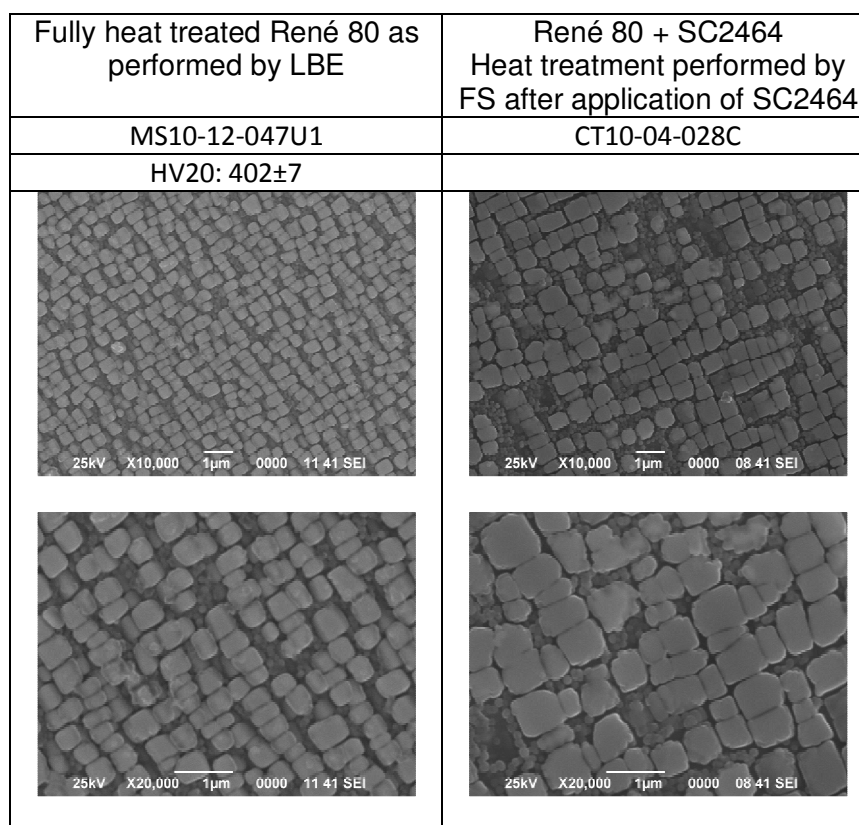 Fully heat treated René 80 as
performed by LBE
René 80 + SC2464
Heat treatment performed by
FS after application of SC2464
MS10-12-047U1
CT10-04-028C
HV20: 402±7
25kV X10,000 1µm 0000 11 41 SEI
25kV X10,000 1µm 0000 08 41 SEI
25kV X20,000 1µm 0000 11 41 SEI
25kV X20,000 1µm 0000 08 41 SEI